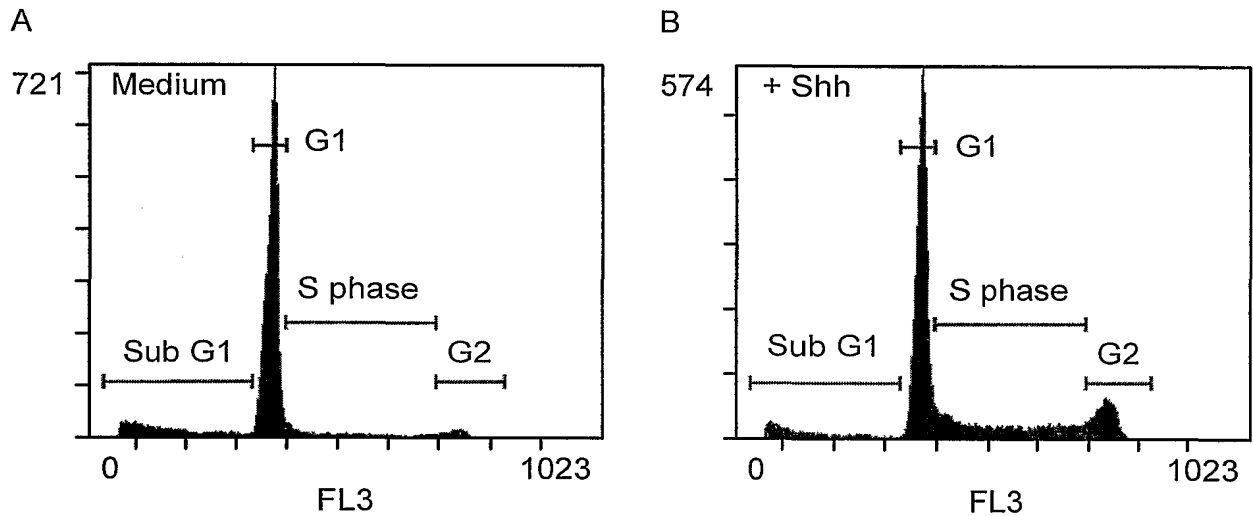 A
721
Medium
G1
S phase
Sub G1
G2
0
1023
FL3
B
574
+ Shh
G1
S phase
Sub G1
G2
0
1023
FL3